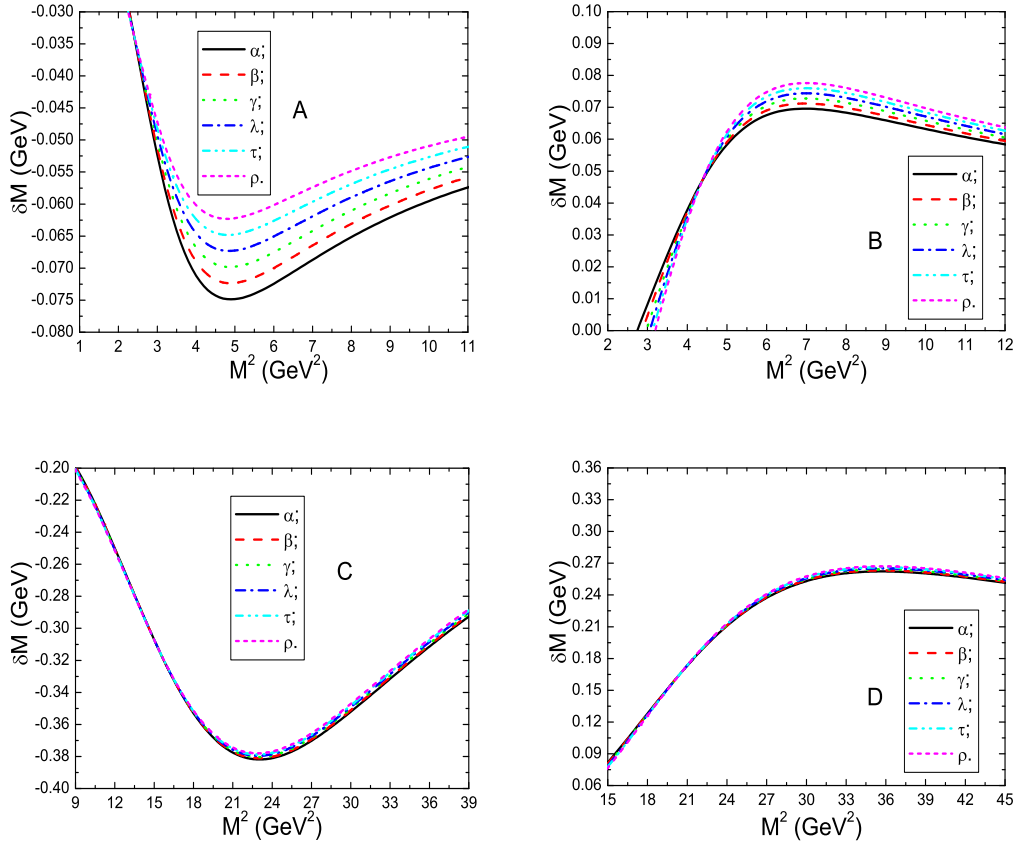 -0.030
-0.035
-0.040
-0.045
-0.050
-0.055
-0.060
-0.065
-0.070
-0.075
-0.080
δM (GeV)
1 2 3 4 5 6 7 8 9 10 11
M² (GeV²)
α;
β;
γ;
λ;
τ;
ρ.
A
0.10
0.09
0.08
0.07
0.06
0.05
0.04
0.03
0.02
0.01
0.00
δM (GeV)
2 3 4 5 6 7 8 9 10 11 12
M² (GeV²)
α;
β;
γ;
λ;
τ;
ρ.
B
-0.20
-0.22
-0.24
-0.26
-0.28
-0.30
-0.32
-0.34
-0.36
-0.38
-0.40
δM (GeV)
9 12 15 18 21 24 27 30 33 36 39
M² (GeV²)
α;
β;
γ;
λ;
τ;
ρ.
C
0.36
0.33
0.30
0.27
0.24
0.21
0.18
0.15
0.12
0.09
0.06
δM (GeV)
15 18 21 24 27 30 33 36 39 42 45
M² (GeV²)
α;
β;
γ;
λ;
τ;
ρ.
D